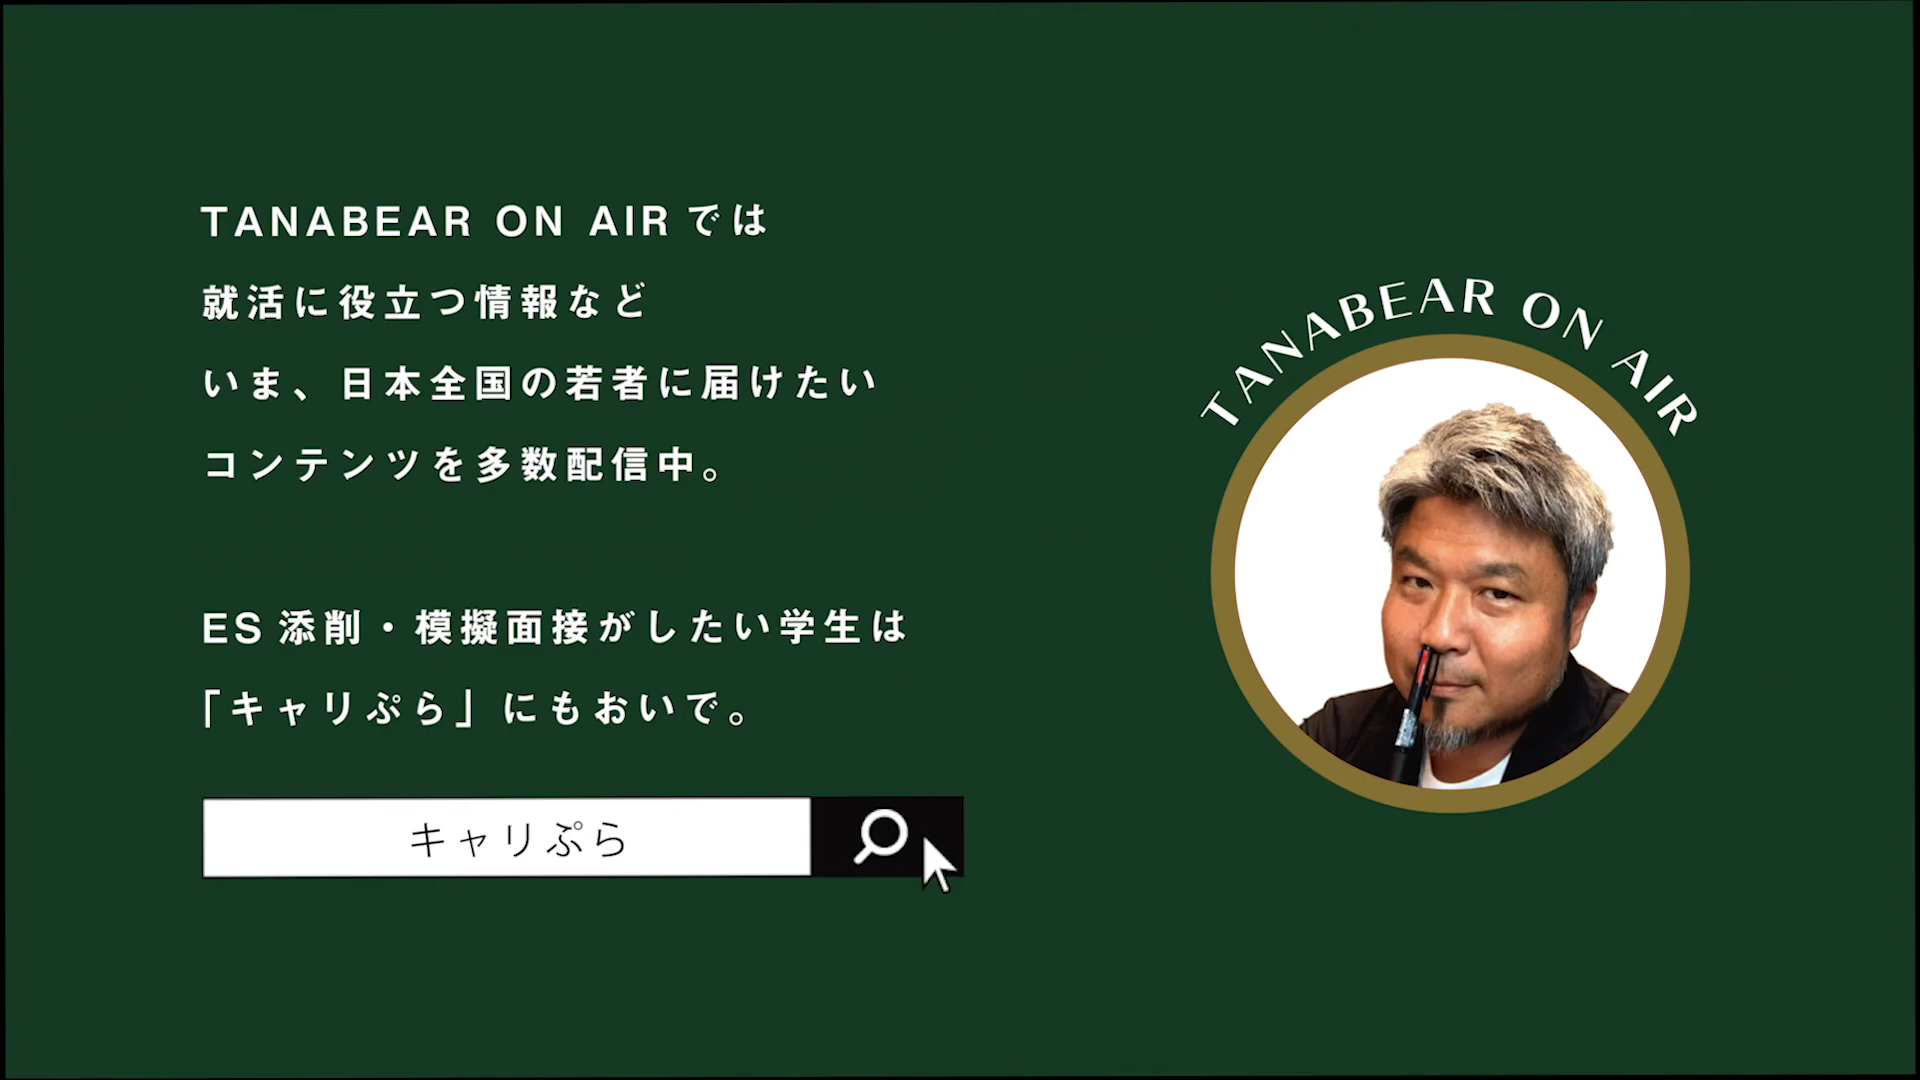 TANABEAR ON AIRでは
就活に役立つ情報など
いま、日本全国の若者に届けたい
コンテンツを多数配信中。
ES添削・模擬面接がしたい学生は
「キャリぷら」にもおいで。
キャリぷら
TANABEAR ON AIR